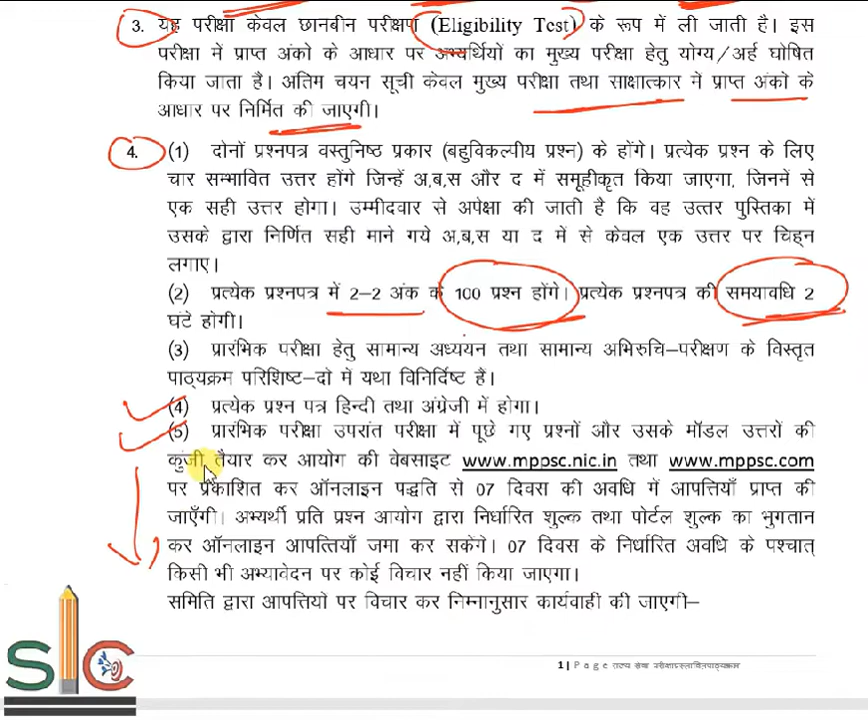 3. यह परीक्षा केवल छानबीन परीक्षण (Eligibility Test) के रूप में ली जाती है। इस
परीक्षा में प्राप्त अंको के आधार पर अभ्यर्थियों का मुख्य परीक्षा हेतु योग्य/अर्ह घोषित
किया जाता है। अंतिम चयन सूची केवल मुख्य परीक्षा तथा साक्षात्कार में प्राप्त अंको के
आधार पर निर्मित की जाएगी।
4. (1) दोनों प्रश्नपत्र वस्तुनिष्ठ प्रकार (बहुविकल्पीय प्रश्न) के होंगे। प्रत्येक प्रश्न के लिए
चार सम्भावित उत्तर होंगे जिन्हें अ,ब,स और द में समूहीकृत किया जाएगा, जिनमें से
एक सही उत्तर होगा। उम्मीदवार से अपेक्षा की जाती है कि वह उत्तर पुस्तिका में
उसके द्वारा निर्णित सही माने गये अ,ब,स या द में से केवल एक उत्तर पर चिह्न
लगाए।
(2) प्रत्येक प्रश्नपत्र में 2–2 अंक के 100 प्रश्न होंगे। प्रत्येक प्रश्नपत्र की समयावधि 2
घंटे होगी।
(3) प्रारंभिक परीक्षा हेतु सामान्य अध्ययन तथा सामान्य अभिरुचि–परीक्षण के विस्तृत
पाठ्यक्रम परिशिष्ट–दो में यथा विनिर्दिष्ट है।
(4) प्रत्येक प्रश्न पत्र हिन्दी तथा अंग्रेजी में होगा।
(5) प्रारंभिक परीक्षा उपरांत परीक्षा में पूछे गए प्रश्नों और उसके मॉडल उत्तरों की
कुंजी तैयार कर आयोग की वेबसाइट www.mppsc.nic.in तथा www.mppsc.com
पर प्रकाशित कर ऑनलाइन पद्धति से 07 दिवस की अवधि में आपत्तियाँ प्राप्त की
जाएँगी। अभ्यर्थी प्रति प्रश्न आयोग द्वारा निर्धारित शुल्क तथा पोर्टल शुल्क का भुगतान
कर ऑनलाइन आपत्तियाँ जमा कर सकेंगे। 07 दिवस के निर्धारित अवधि के पश्चात्
किसी भी अभ्यावेदन पर कोई विचार नहीं किया जाएगा।
समिति द्वारा आपत्तियो पर विचार कर निम्नानुसार कार्यवाही की जाएगी–
SIC
1 | Page राज्य सेवा